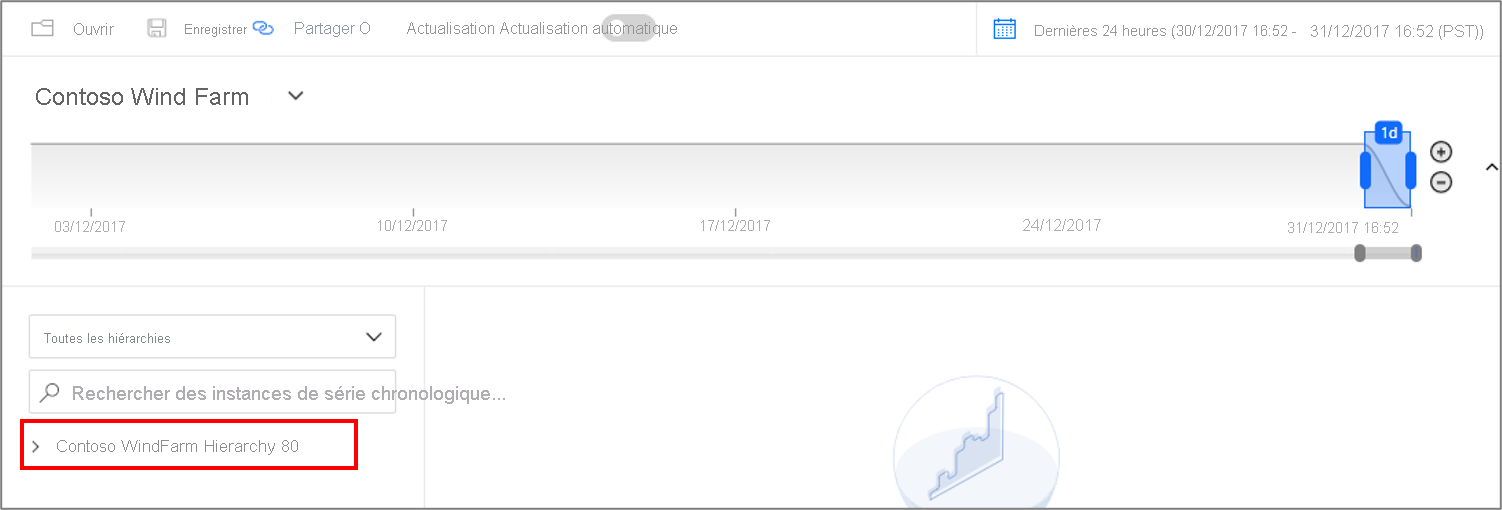 Ouvrir Enregistrer Partager O Actualisation Actualisation automatique Dernières 24 heures (30/12/2017 16:52 - 31/12/2017 16:52 (PST))
Contoso Wind Farm
1d
03/12/2017 10/12/2017 17/12/2017 24/12/2017 31/12/2017 16:52
Toutes les hiérarchies
Rechercher des instances de série chronologique...
Contoso WindFarm Hierarchy 80